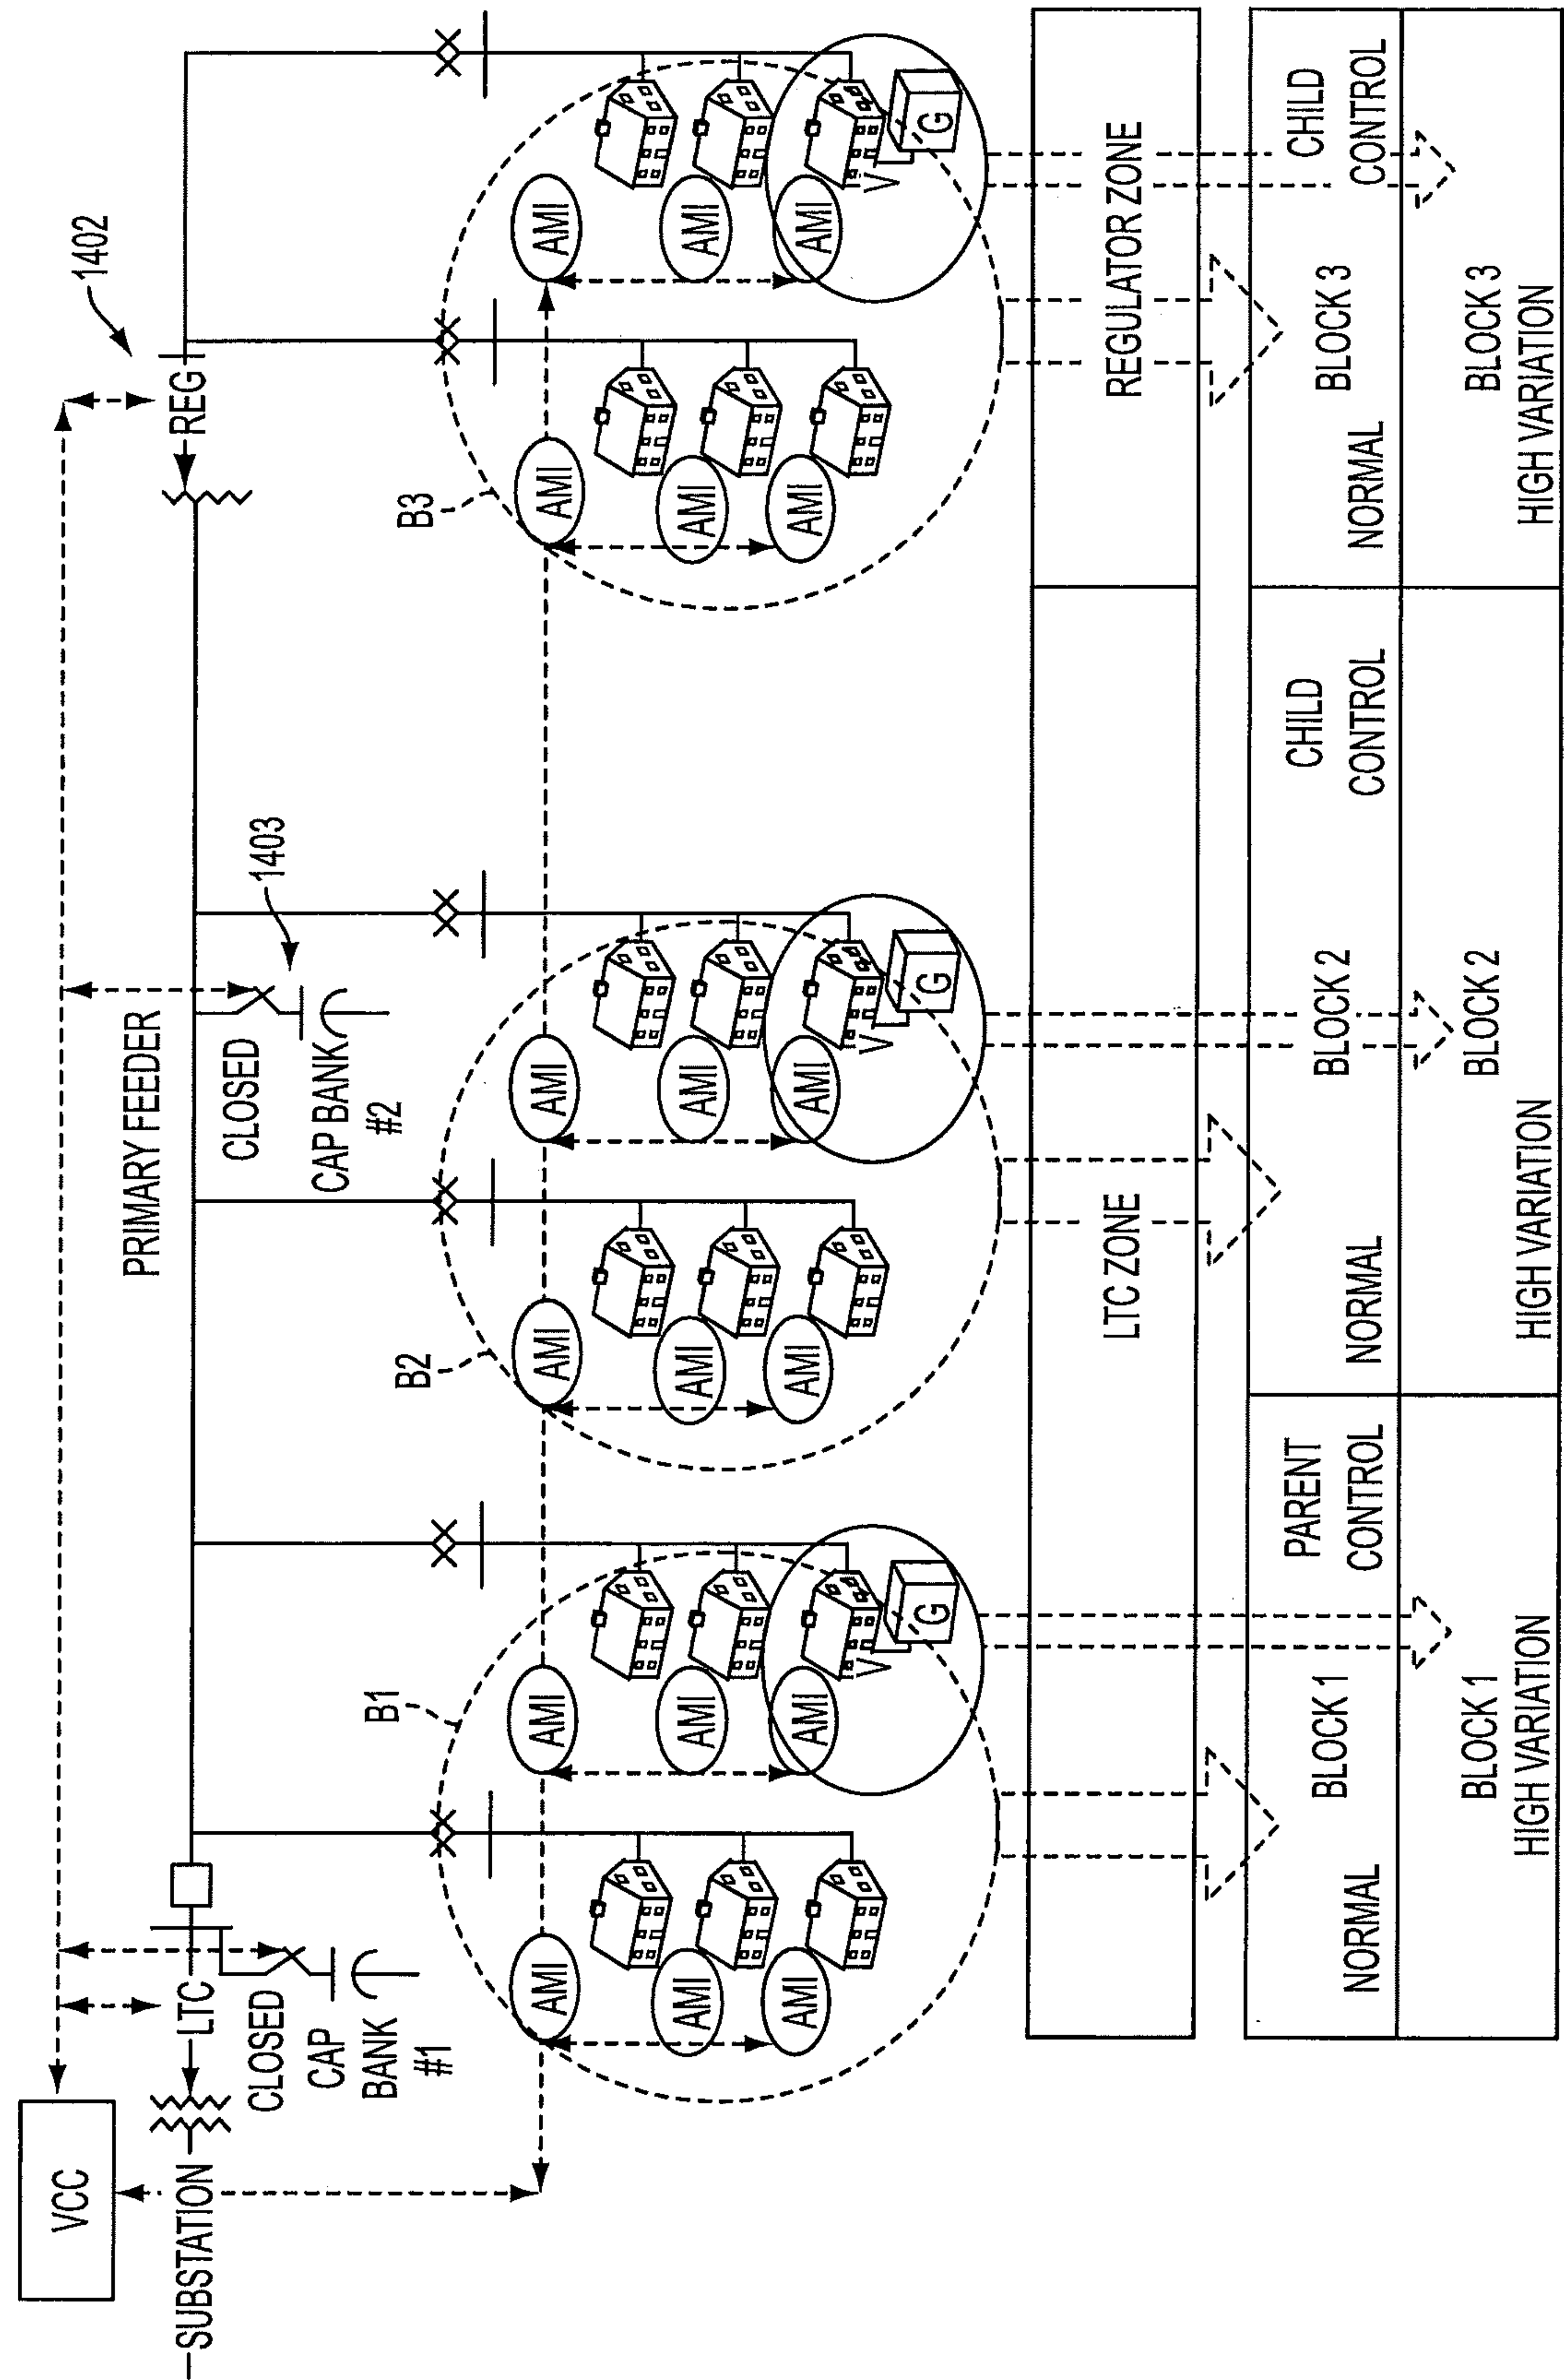 VCC
SUBSTATION
LTC
CLOSED
CAP
BANK
#1
PRIMARY FEEDER
CLOSED
CAP BANK
#2
1403
REG
1402
B1
B2
B3
AMI
AMI
AMI
AMI
AMI
AMI
V
G
AMI
AMI
AMI
AMI
AMI
AMI
V
G
AMI
AMI
AMI
AMI
AMI
AMI
V
G
LTC ZONE
REGULATOR ZONE
NORMAL
BLOCK 1
PARENT
CONTROL
NORMAL
BLOCK 2
CHILD
CONTROL
NORMAL
BLOCK 3
CHILD
CONTROL
BLOCK 1
HIGH VARIATION
BLOCK 2
HIGH VARIATION
BLOCK 3
HIGH VARIATION